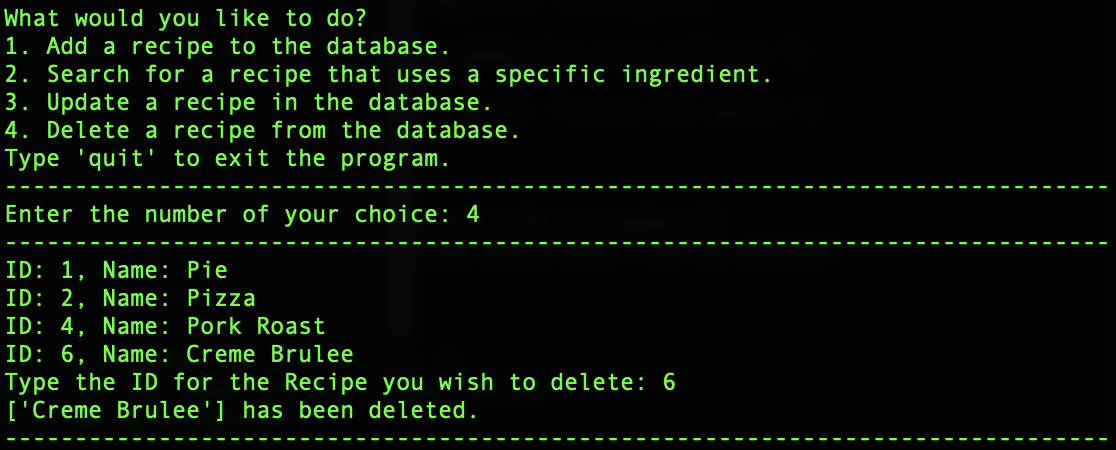 What would you like to do?
1. Add a recipe to the database.
2. Search for a recipe that uses a specific ingredient.
3. Update a recipe in the database.
4. Delete a recipe from the database.
Type 'quit' to exit the program.
-------------------------------------------------------------------------------
Enter the number of your choice: 4
-------------------------------------------------------------------------------
ID: 1, Name: Pie
ID: 2, Name: Pizza
ID: 4, Name: Pork Roast
ID: 6, Name: Creme Brulee
Type the ID for the Recipe you wish to delete: 6
['Creme Brulee'] has been deleted.
-------------------------------------------------------------------------------